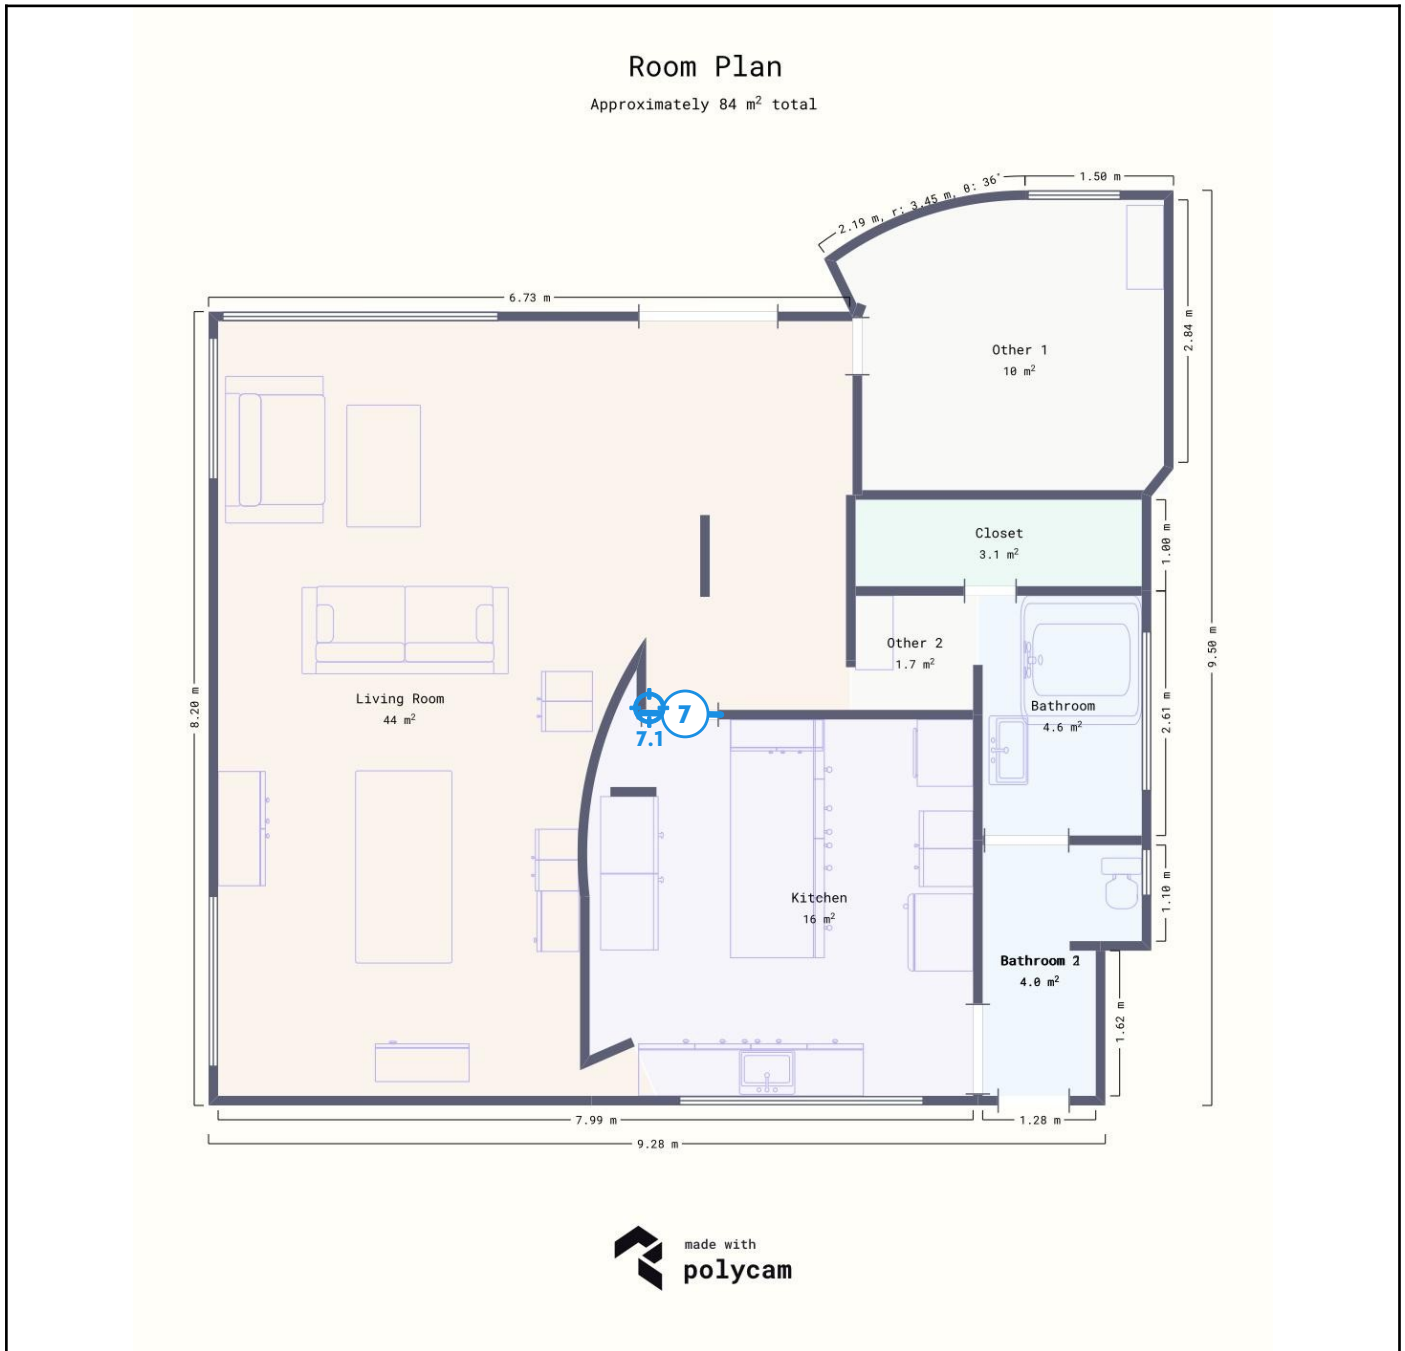 Room Plan
Approximately 84 m² total
1.50 m
2.19 m, r: 3.45 m, θ: 36°
6.73 m
2.84 m
Other 1
10 m²
Closet
3.1 m²
1.00 m
Other 2
1.7 m²
9.50 m
8.20 m
Living Room
44 m²
7
7.1
Bathroom
4.6 m²
2.61 m
Kitchen
16 m²
1.10 m
Bathroom 2
4.0 m²
1.62 m
7.99 m
1.28 m
9.28 m
made with
polycam